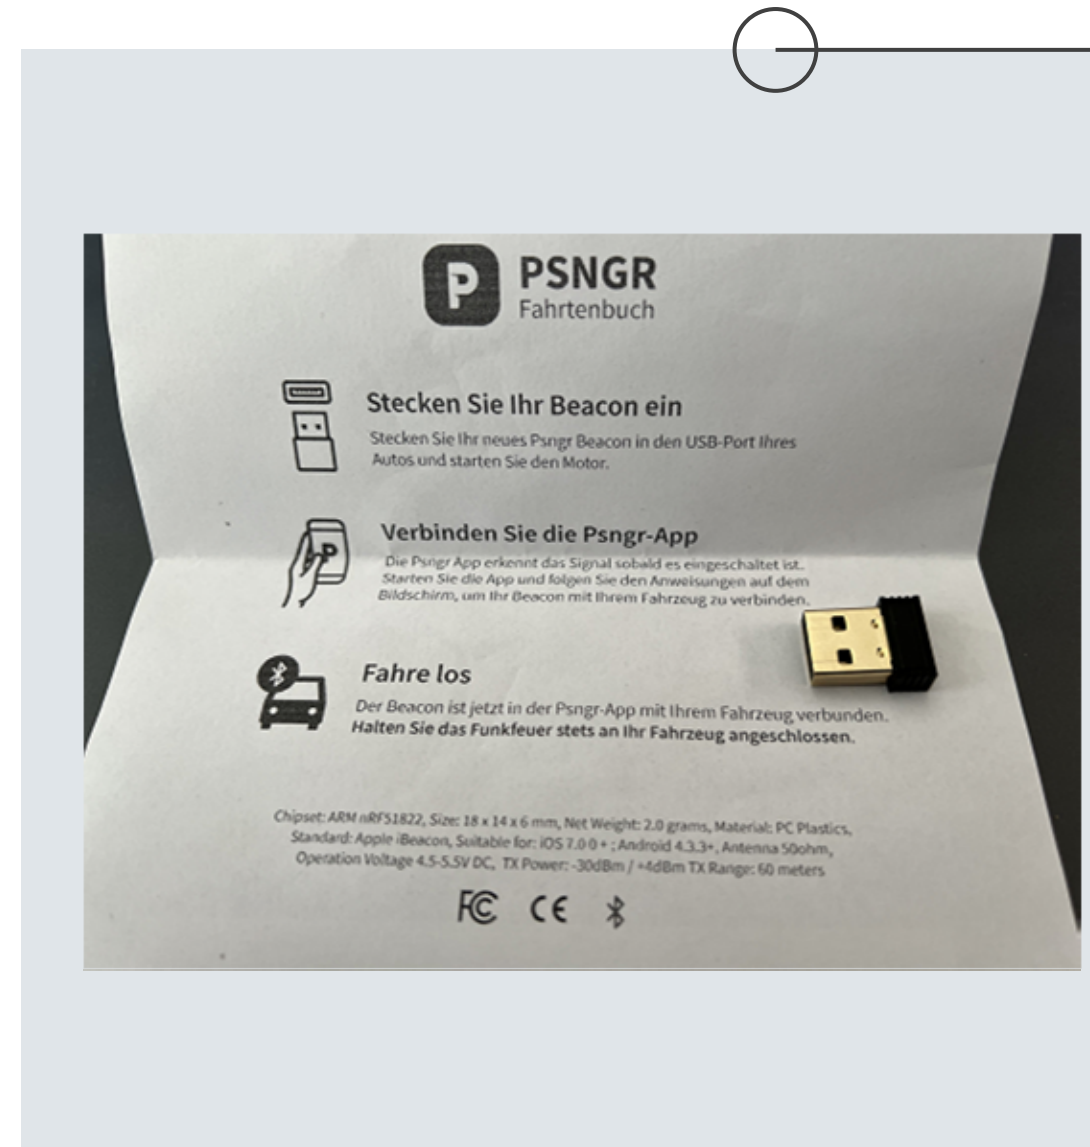 PSNGR
Fahrtenbuch
Stecken Sie Ihr Beacon ein
Stecken Sie Ihr neues Psngr Beacon in den USB-Port Ihres
Autos und starten Sie den Motor.
Verbinden Sie die Psngr-App
Die Psngr App erkennt das Signal sobald es eingeschaltet ist.
Starten Sie die App und folgen Sie den Anweisungen auf dem
Bildschirm, um Ihr Beacon mit Ihrem Fahrzeug zu verbinden.
Fahre los
Der Beacon ist jetzt in der Psngr-App mit Ihrem Fahrzeug verbunden.
Halten Sie das Funkfeuer stets an Ihr Fahrzeug angeschlossen.
Chipset: ARM nRF51822, Size: 18 x 14 x 6 mm, Net Weight: 2.0 grams, Material: PC Plastics,
Standard: Apple iBeacon, Suitable for: iOS 7.0 0 + ; Android 4.3.3+, Antenna 50ohm,
Operation Voltage 4.5-5.5V DC, TX Power: -30dBm / +4dBm TX Range: 60 meters
FC CE